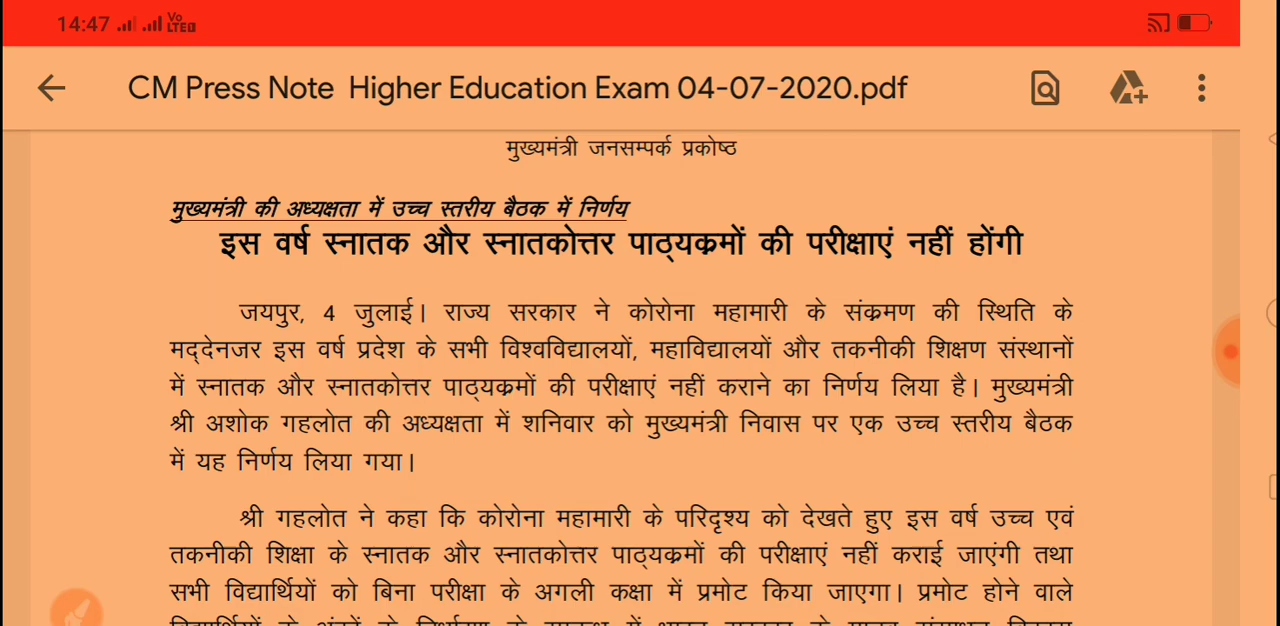 14:47 Vo LTE
CM Press Note Higher Education Exam 04-07-2020.pdf
मुख्यमंत्री जनसम्पर्क प्रकोष्ठ
मुख्यमंत्री की अध्यक्षता में उच्च स्तरीय बैठक में निर्णय
इस वर्ष स्नातक और स्नातकोत्तर पाठ्यक्रमों की परीक्षाएं नहीं होंगी
जयपुर, 4 जुलाई। राज्य सरकार ने कोरोना महामारी के संक्रमण की स्थिति के
मद्देनजर इस वर्ष प्रदेश के सभी विश्वविद्यालयों, महाविद्यालयों और तकनीकी शिक्षण संस्थानों
में स्नातक और स्नातकोत्तर पाठ्यक्रमों की परीक्षाएं नहीं कराने का निर्णय लिया है। मुख्यमंत्री
श्री अशोक गहलोत की अध्यक्षता में शनिवार को मुख्यमंत्री निवास पर एक उच्च स्तरीय बैठक
में यह निर्णय लिया गया।
श्री गहलोत ने कहा कि कोरोना महामारी के परिदृश्य को देखते हुए इस वर्ष उच्च एवं
तकनीकी शिक्षा के स्नातक और स्नातकोत्तर पाठ्यक्रमों की परीक्षाएं नहीं कराई जाएंगी तथा
सभी विद्यार्थियों को बिना परीक्षा के अगली कक्षा में प्रमोट किया जाएगा। प्रमोट होने वाले